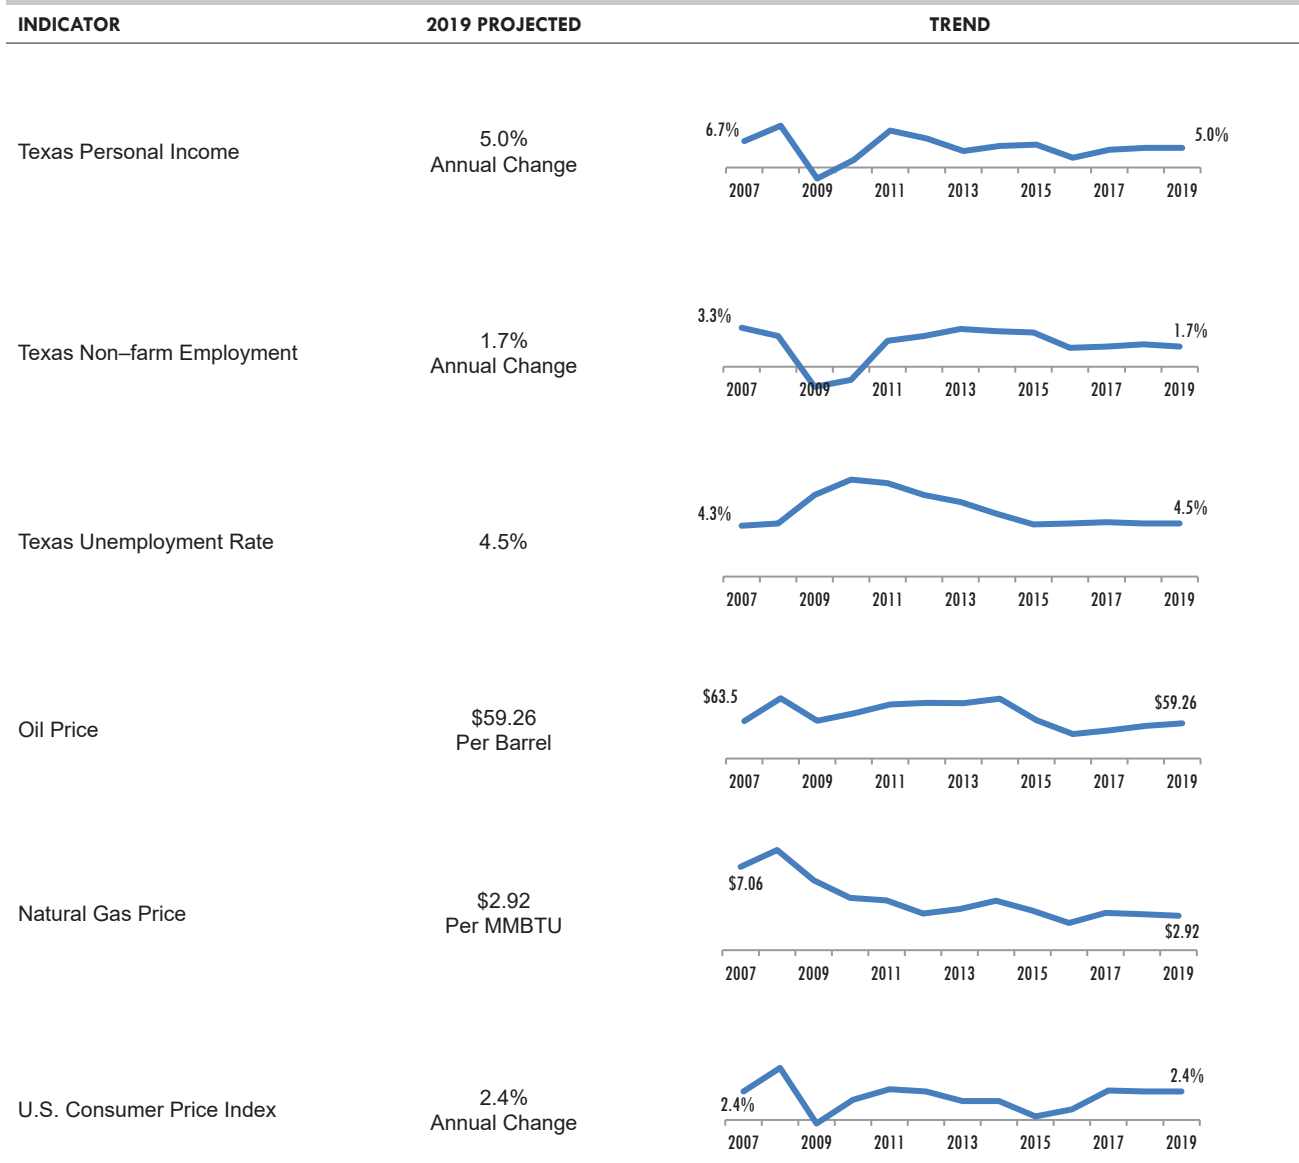 INDICATOR 2019 PROJECTED TREND
Texas Personal Income
5.0%
Annual Change
6.7% 5.0%
2007 2009 2011 2013 2015 2017 2019
Texas Non–farm Employment
1.7%
Annual Change
3.3% 1.7%
2007 2009 2011 2013 2015 2017 2019
Texas Unemployment Rate
4.5%
4.3% 4.5%
2007 2009 2011 2013 2015 2017 2019
Oil Price
$59.26
Per Barrel
$63.5 $59.26
2007 2009 2011 2013 2015 2017 2019
Natural Gas Price
$2.92
Per MMBTU
$7.06 $2.92
2007 2009 2011 2013 2015 2017 2019
U.S. Consumer Price Index
2.4%
Annual Change
2.4% 2.4%
2007 2009 2011 2013 2015 2017 2019